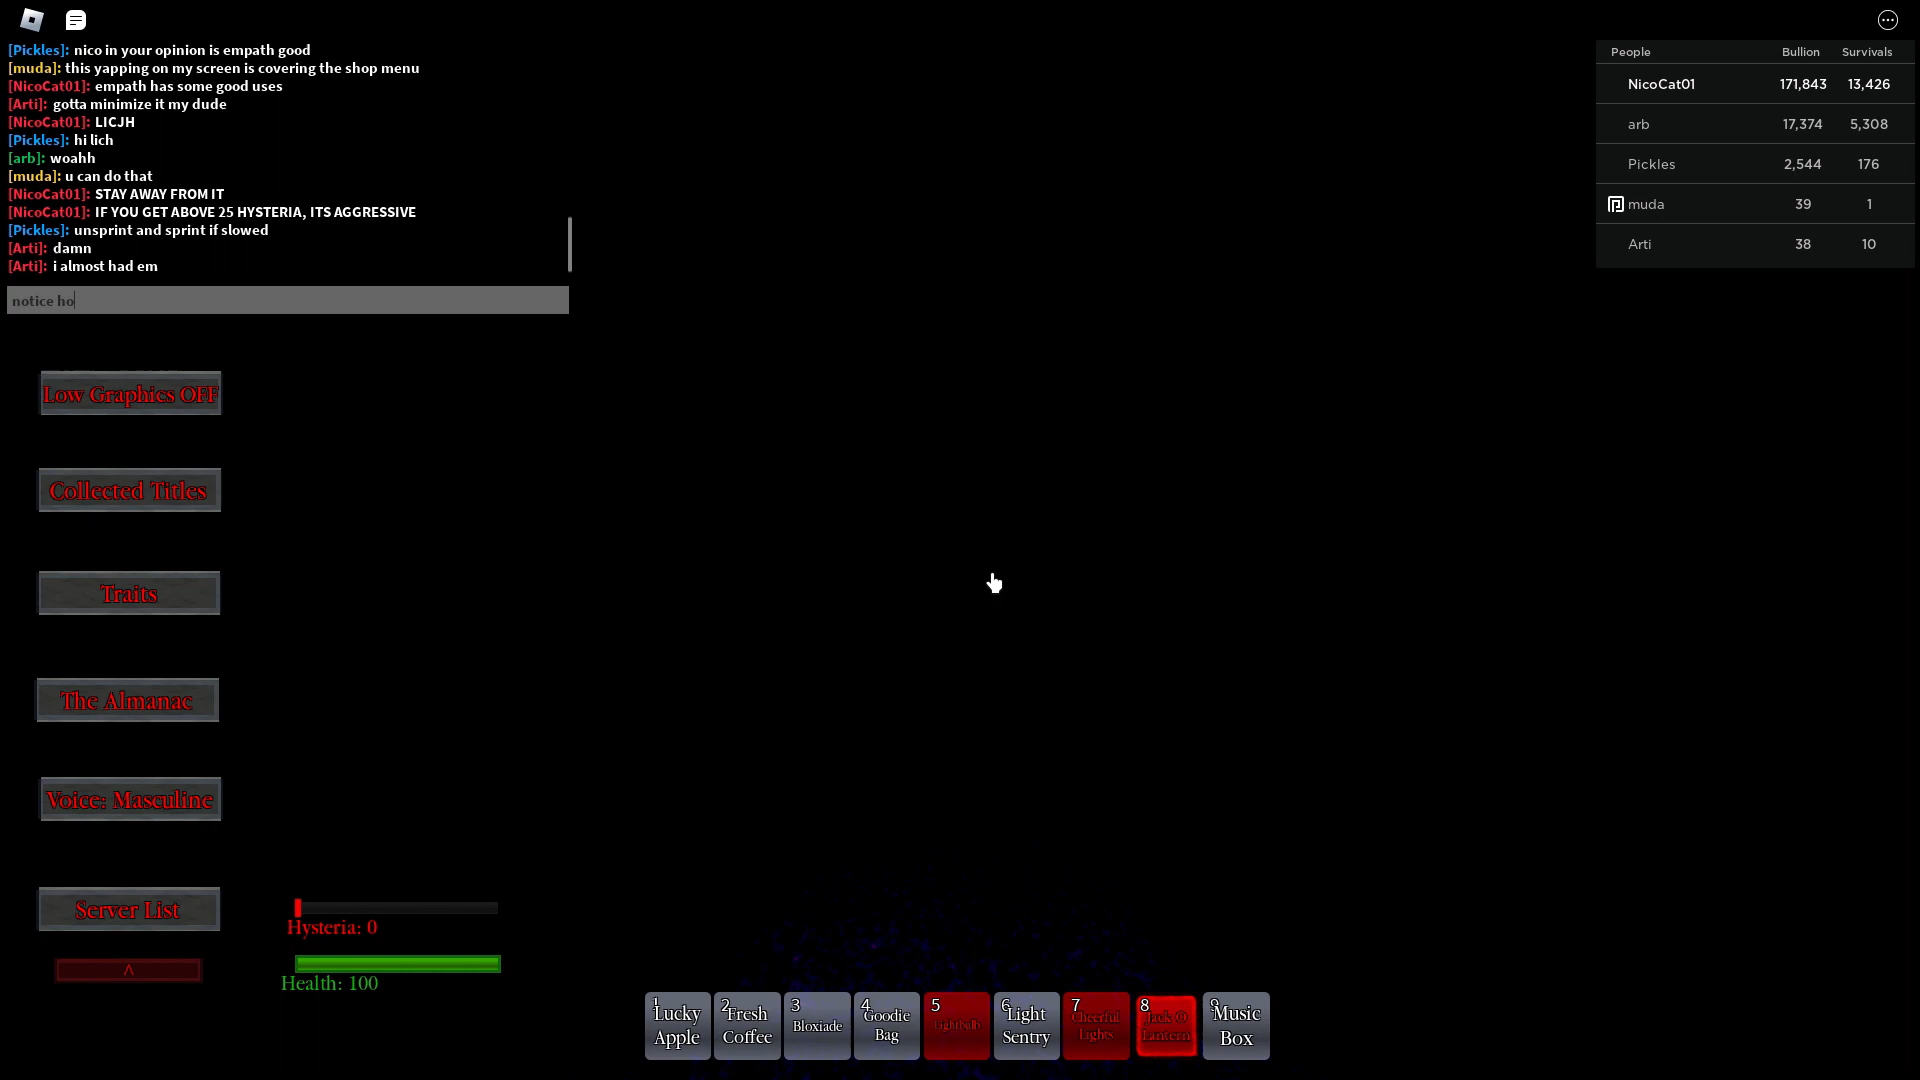 [Pickles]: nico in your opinion is empath good
[muda]: this yapping on my screen is covering the shop menu
[NicoCat01]: empath has some good uses
[Arti]: gotta minimize it my dude
[NicoCat01]: LICJH
[Pickles]: hi lich
[arb]: woahh
[muda]: u can do that
[NicoCat01]: STAY AWAY FROM IT
[NicoCat01]: IF YOU GET ABOVE 25 HYSTERIA, ITS AGGRESSIVE
[Pickles]: unsprint and sprint if slowed
[Arti]: damn
[Arti]: i almost had em
notice ho
People Bullion Survivals
NicoCat01 171,843 13,426
arb 17,374 5,308
Pickles 2,544 176
muda 39 1
Arti 38 10
Low Graphics OFF
Collected Titles
Traits
The Almanac
Voice: Masculine
Server List
^
Hysteria: 0
Health: 100
1 Lucky Apple
2 Fresh Coffee
3 Bloxiade
4 Goodie Bag
5 Lightbulb
6 Light Sentry
7 Cheerful Lights
8 Jack O Lantern
9 Music Box